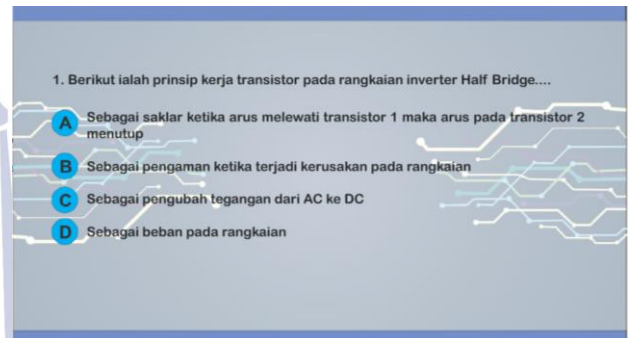 1. Berikut ialah prinsip kerja transistor pada rangkaian inverter Half Bridge....
A Sebagai saklar ketika arus melewati transistor 1 maka arus pada transistor 2
menutup
B Sebagai pengaman ketika terjadi kerusakan pada rangkaian
C Sebagai pengubah tegangan dari AC ke DC
D Sebagai beban pada rangkaian